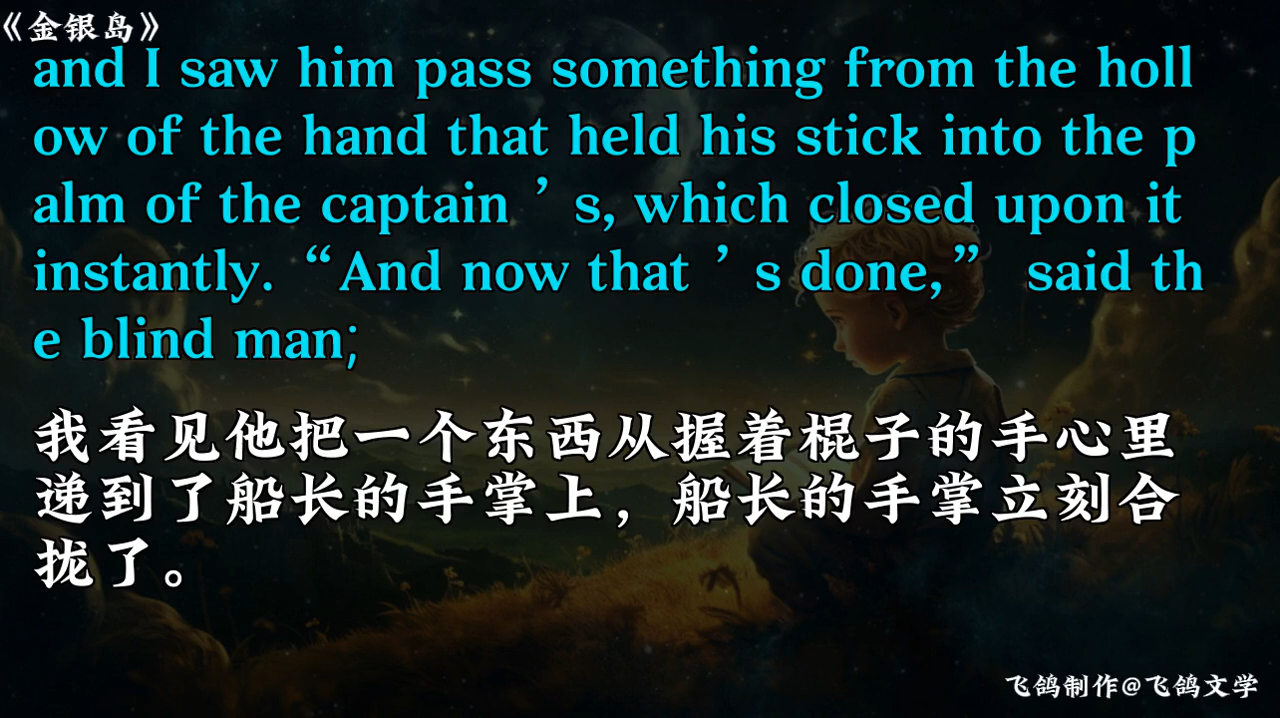 《金银岛》
and I saw him pass something from the holl
ow of the hand that held his stick into the p
alm of the captain ’ s, which closed upon it
instantly. “And now that ’ s done,” said th
e blind man;
我看见他把一个东西从握着棍子的手心里
递到了船长的手掌上，船长的手掌立刻合
拢了。
飞鸽制作@飞鸽文学